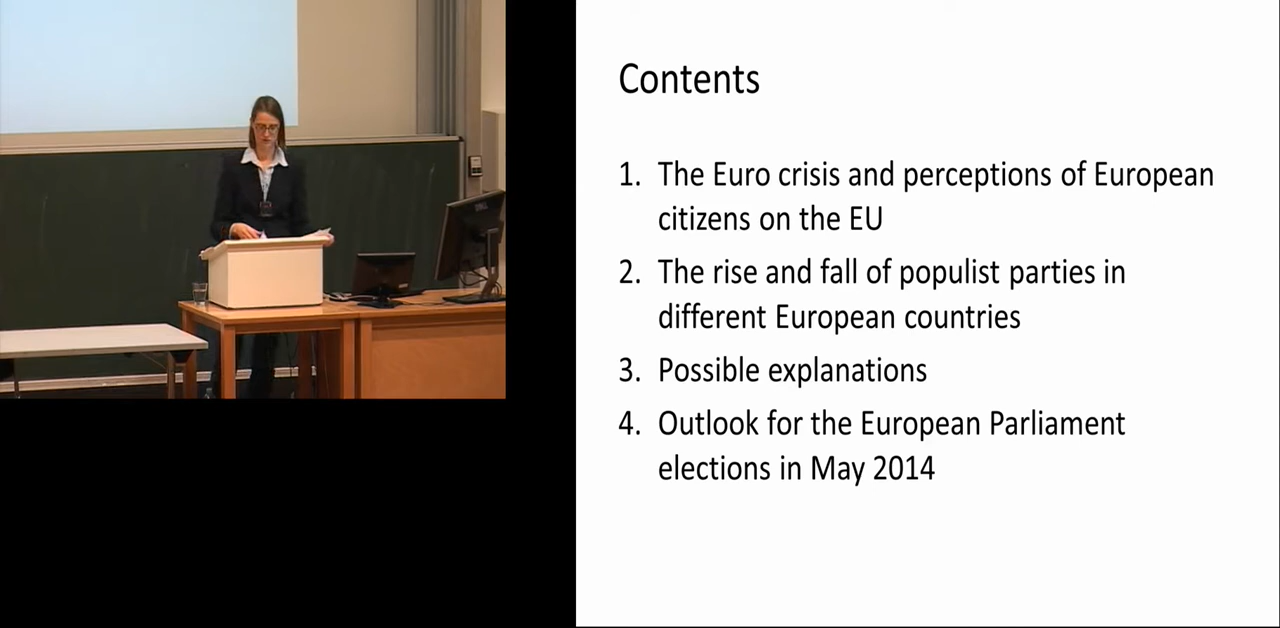 Contents
1. The Euro crisis and perceptions of European
citizens on the EU
2. The rise and fall of populist parties in
different European countries
3. Possible explanations
4. Outlook for the European Parliament
elections in May 2014